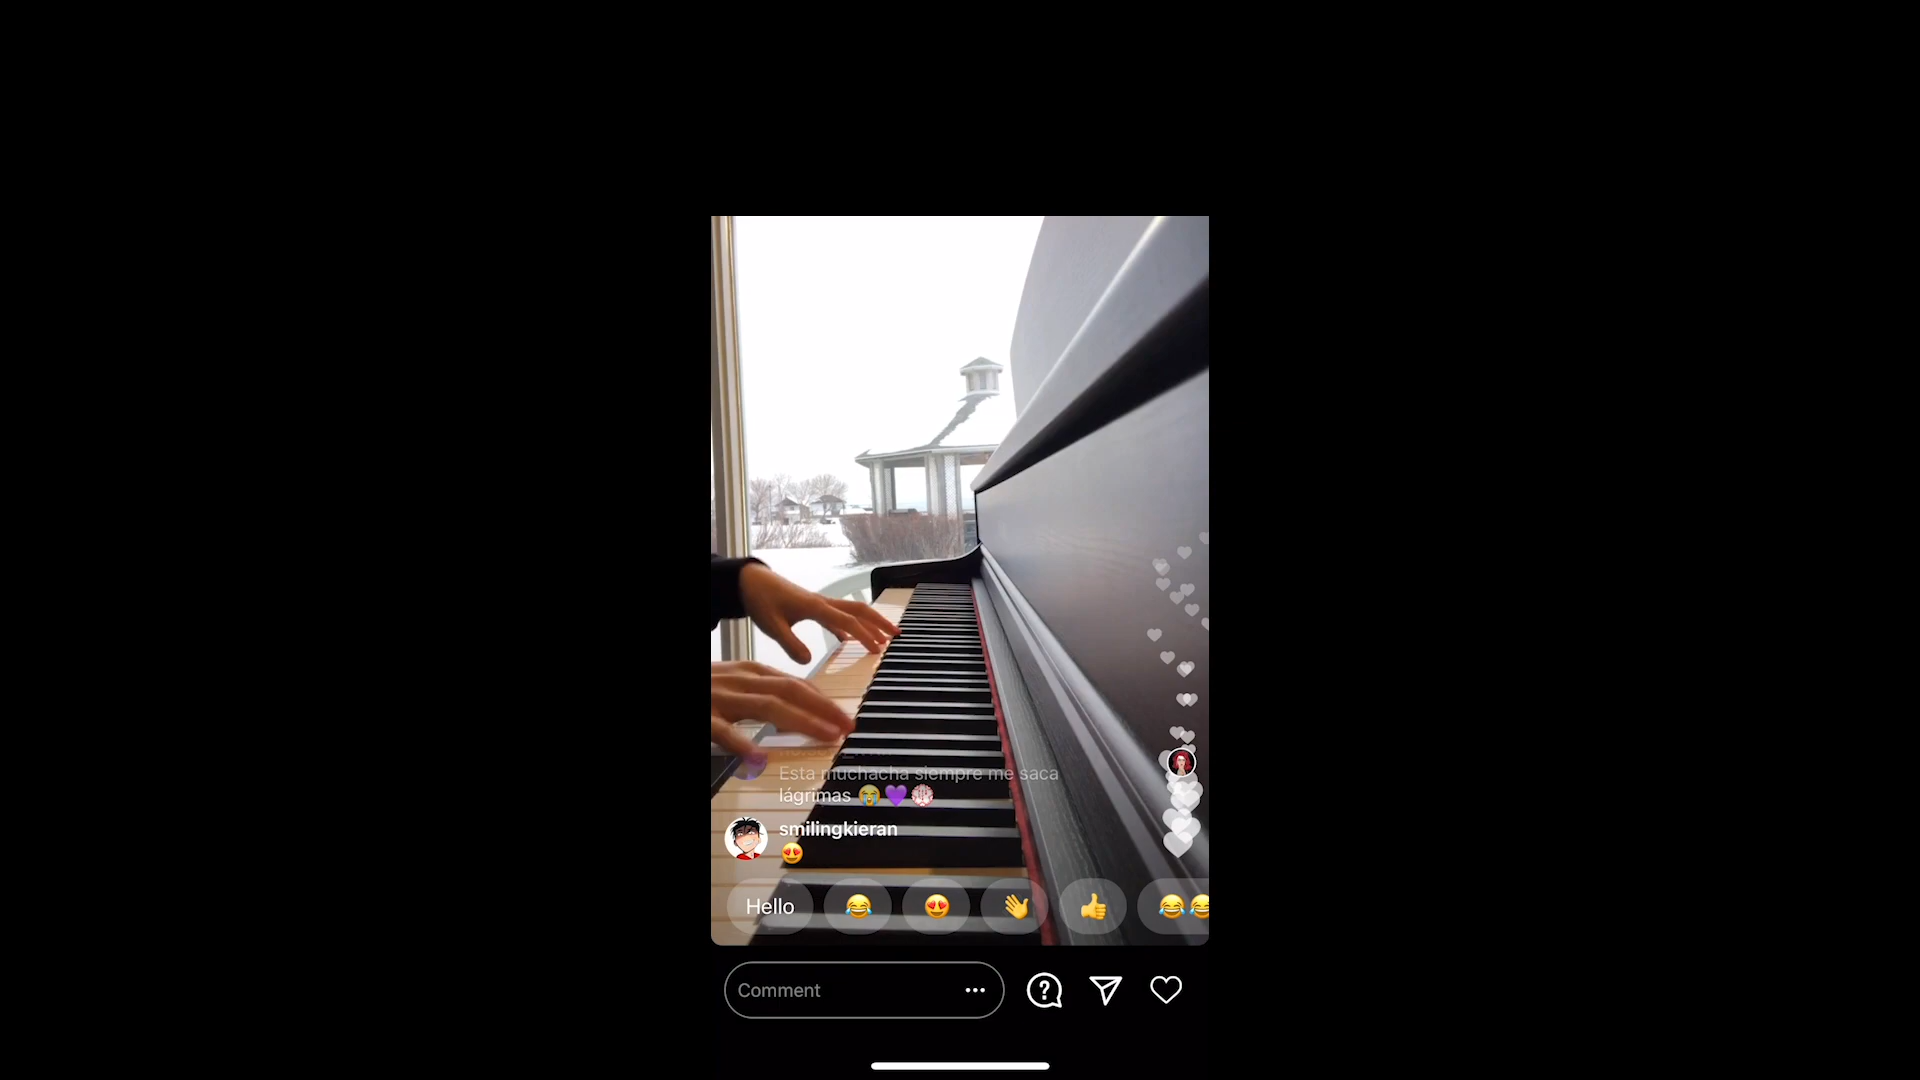 Esta muchacha siempre me saca
lágrimas 😭💜
smilingkieran
😍
Hello 😂 😍 👋 👍 😂😂
Comment